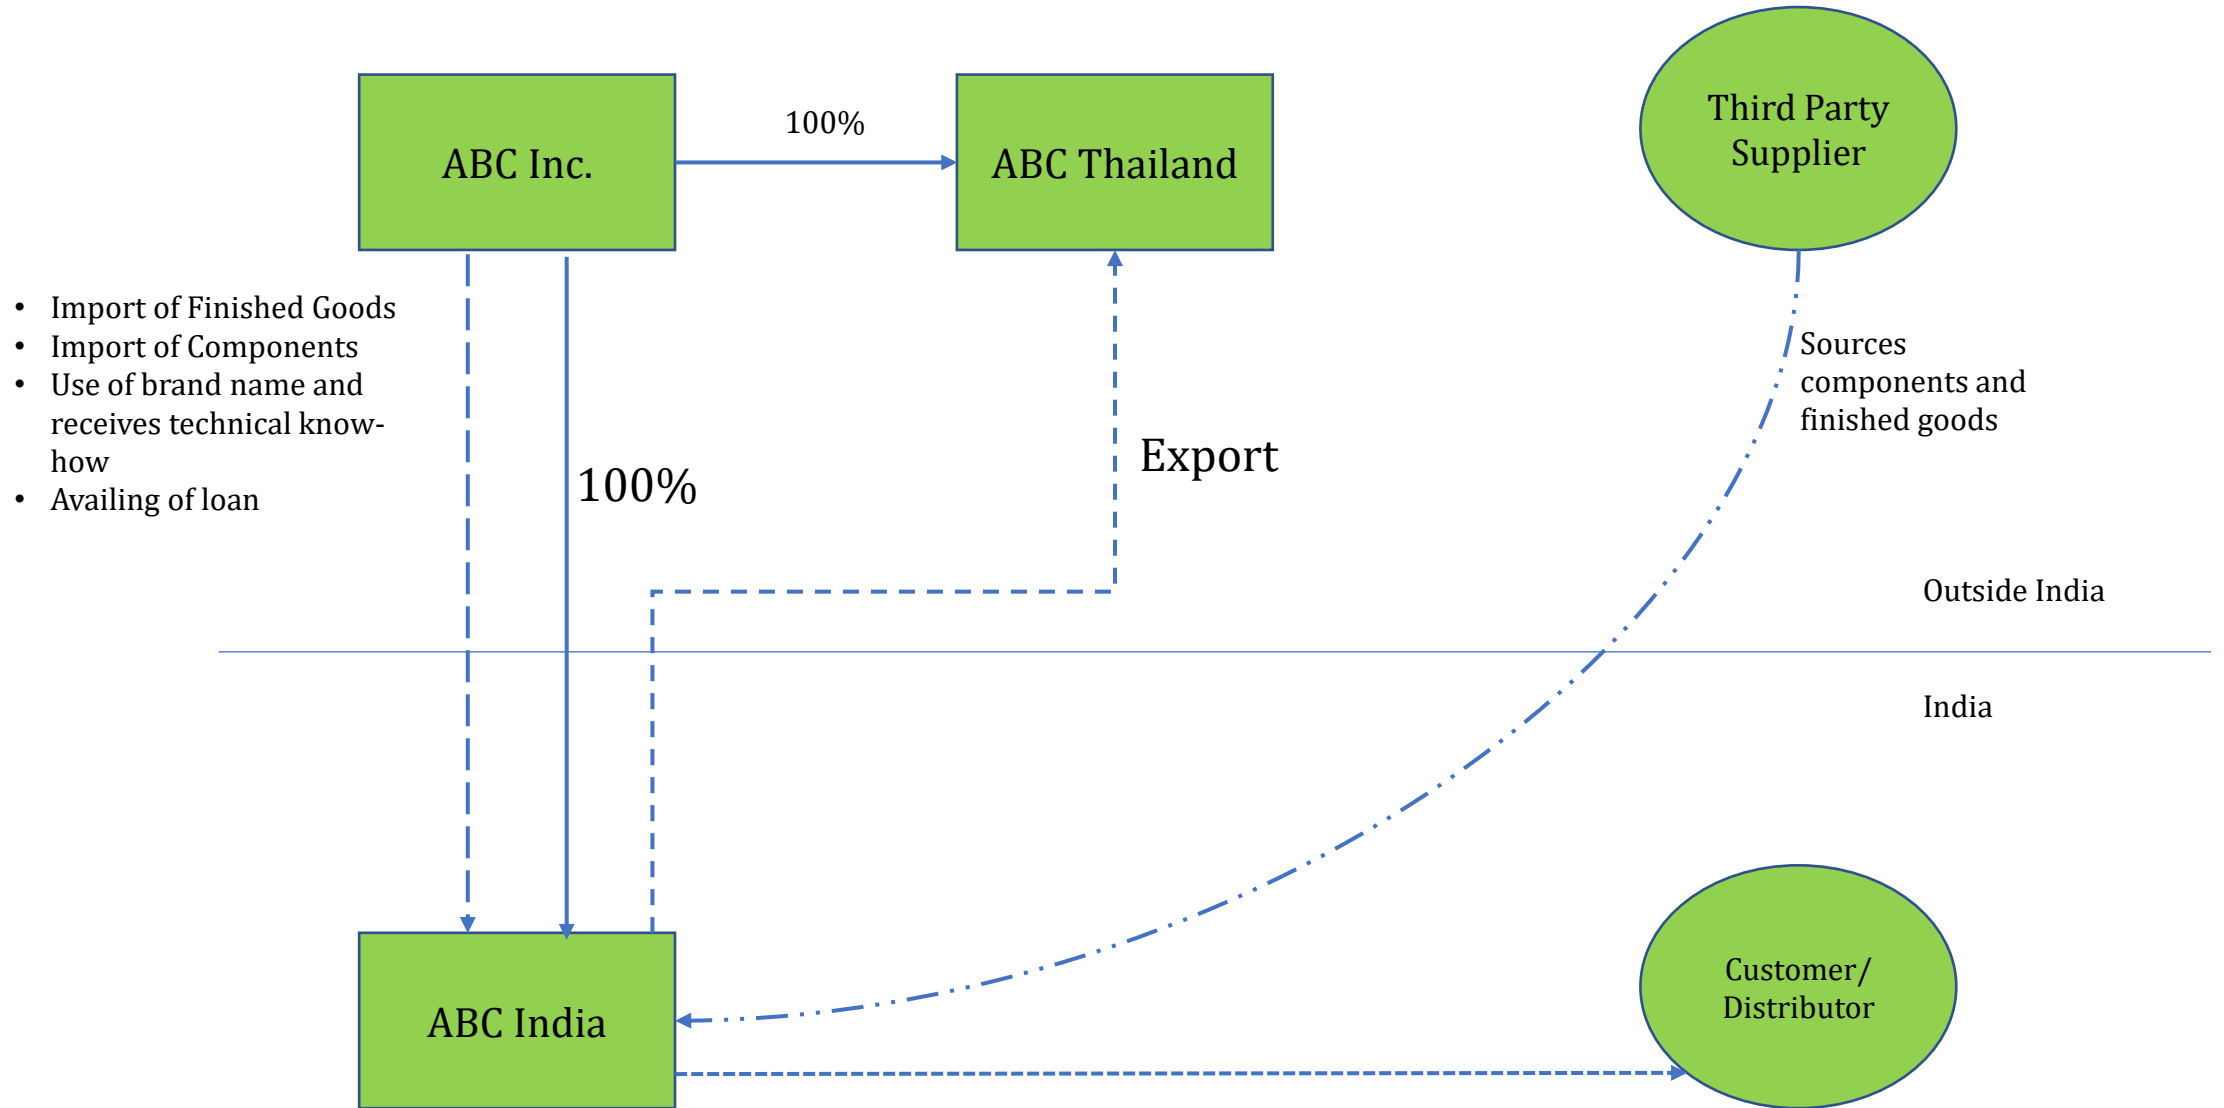 ABC Inc.
100%
ABC Thailand
Third Party
Supplier
• Import of Finished Goods
• Import of Components
• Use of brand name and
receives technical know-
how
• Availing of loan
100%
Export
Sources
components and
finished goods
Outside India
India
ABC India
Customer/
Distributor